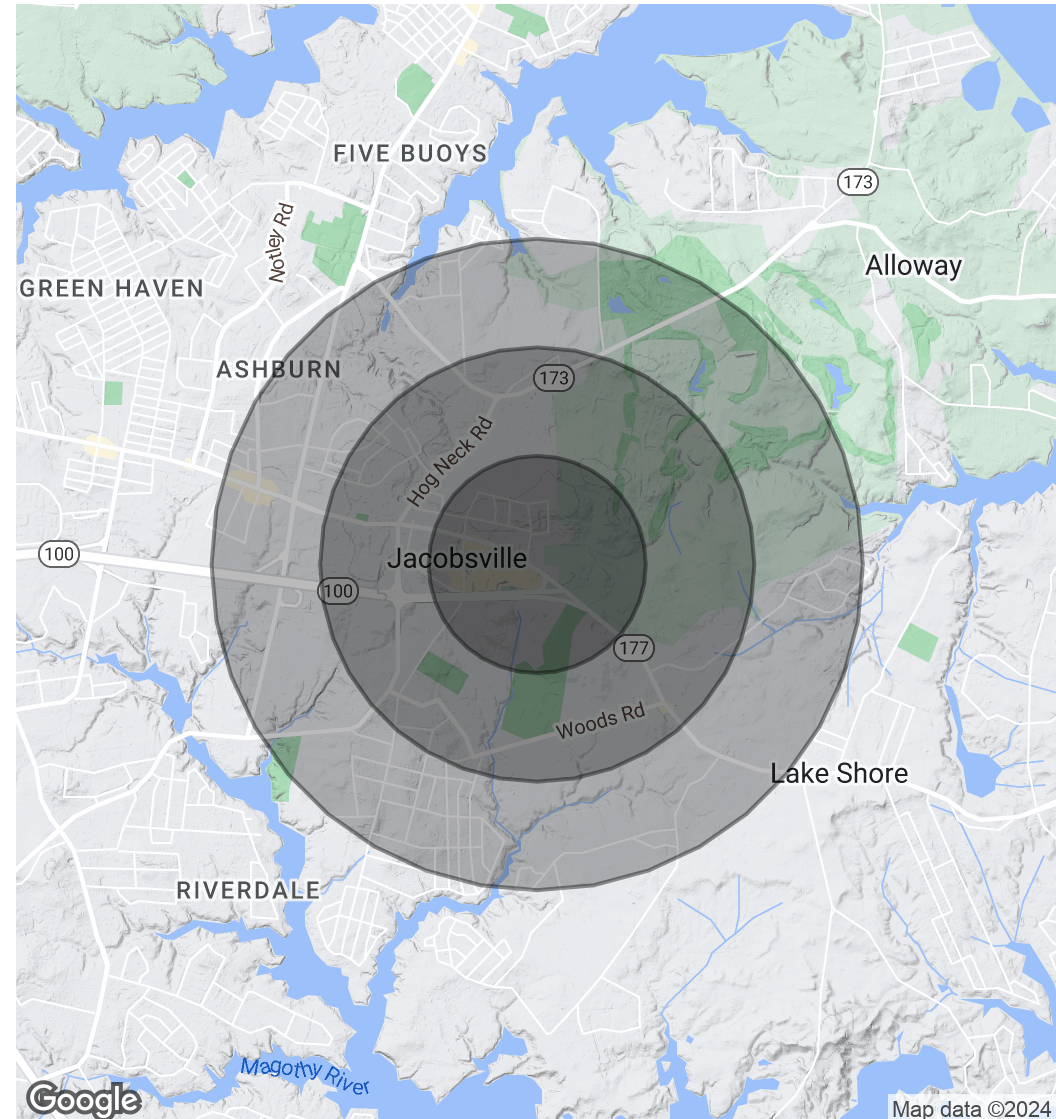 FIVE BUOYS
173
Notley Rd
Alloway
GREEN HAVEN
ASHBURN
173
Hog Neck Rd
100
Jacobsville
100
177
Woods Rd
Lake Shore
RIVERDALE
Magothy River
Google
Map data ©2024